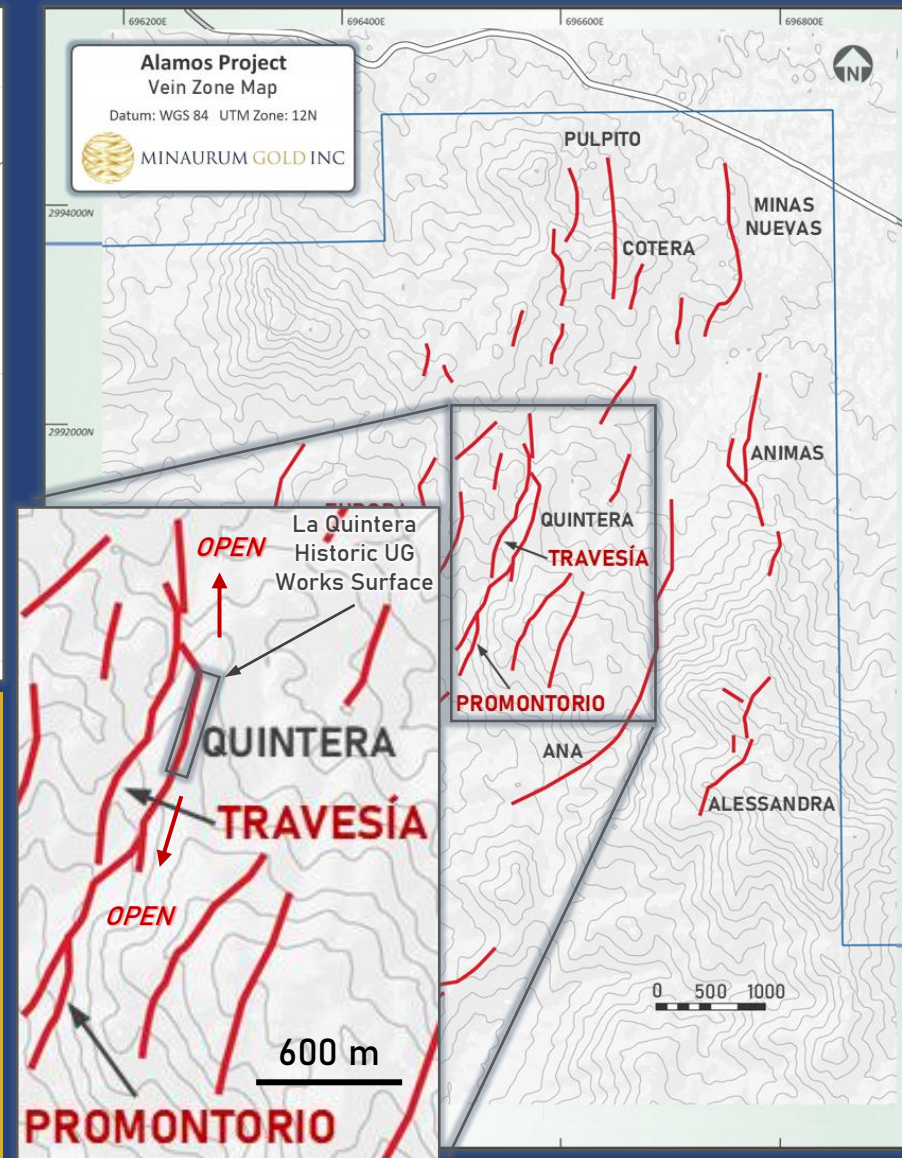 696200E
696400E
696600E
696800E
Alamos Project
Vein Zone Map
Datum: WGS 84 UTM Zone: 12N
MINAURUM GOLD INC
N
PULPITO
2994000N
MINAS
NUEVAS
COTERA
2992000N
ANIMAS
QUINTERA
TRAVESÍA
PROMONTORIO
ANA
ALESSANDRA
0 500 1000
La Quintera
Historic UG
Works Surface
OPEN
QUINTERA
TRAVESÍA
OPEN
600 m
PROMONTORIO